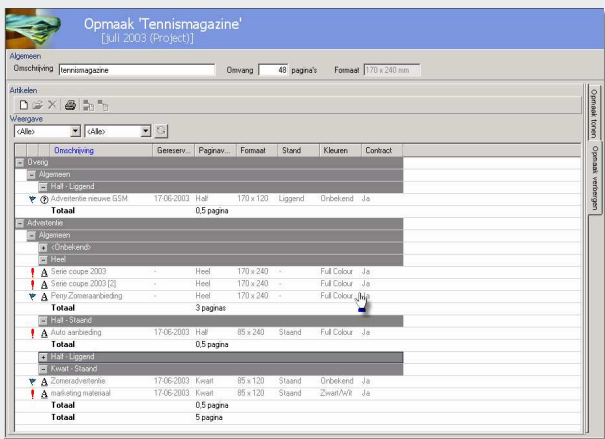 Opmaak 'Tennismagazine'
[juli 2003 (Project)]
Algemeen
Omschrijving tennismagazine Omvang 48 pagina's Formaat 170 x 240 mm
Artikelen
Weergave
<Alle> <Alle>
Omschrijving Gereserv... Paginav... Formaat Stand Kleuren Contract
Overig
Algemeen
Half - Liggend
Advertentie nieuwe GSM 17-06-2003 Half 170 x 120 Liggend Onbekend Ja
Totaal 0,5 pagina
Advertentie
Algemeen
<Onbekend>
Heel
Serie coupe 2003 - Heel 170 x 240 - Full Colour Ja
Serie coupe 2003 [2] - Heel 170 x 240 - Full Colour Ja
Perry Zomeraanbieding - Heel 170 x 240 - Full Colour Ja
Totaal 3 paginas
Half - Staand
Auto aanbieding 17-06-2003 Half 85 x 240 Staand Full Colour Ja
Totaal 0,5 pagina
Half - Liggend
Kwart - Staand
Zomeradvertentie 17-06-2003 Kwart 85 x 120 Staand Onbekend Ja
marketing materiaal 17-06-2003 Kwart 85 x 120 Staand Zwart/Wit Ja
Totaal 0,5 pagina
Totaal 5 pagina
Opmaak tonen
Opmaak verbergen